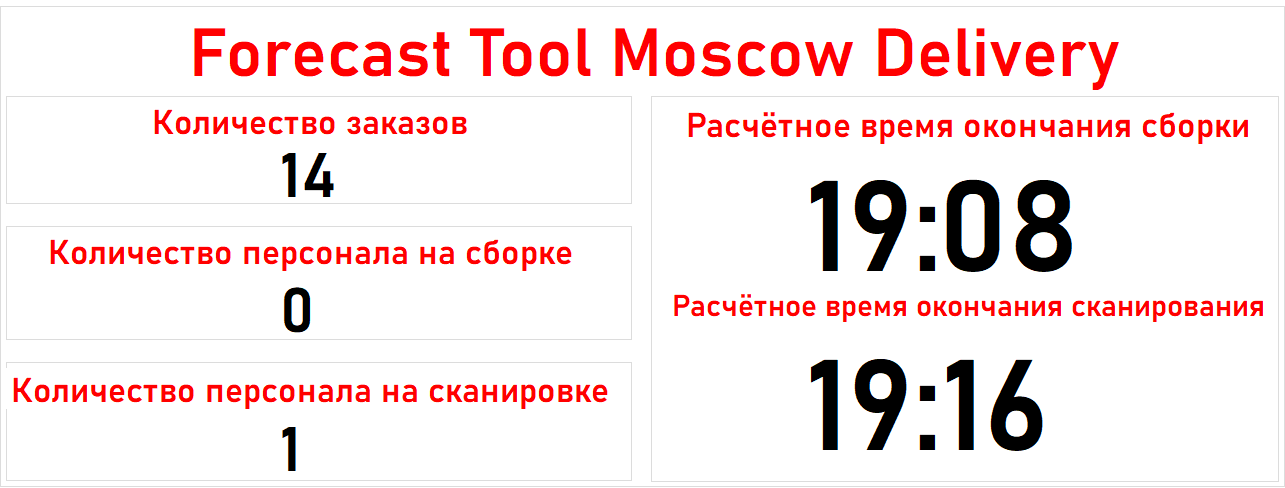 Forecast Tool Moscow Delivery
Количество заказов
14
Количество персонала на сборке
0
Количество персонала на сканировке
1
Расчётное время окончания сборки
19:08
Расчётное время окончания сканирования
19:16